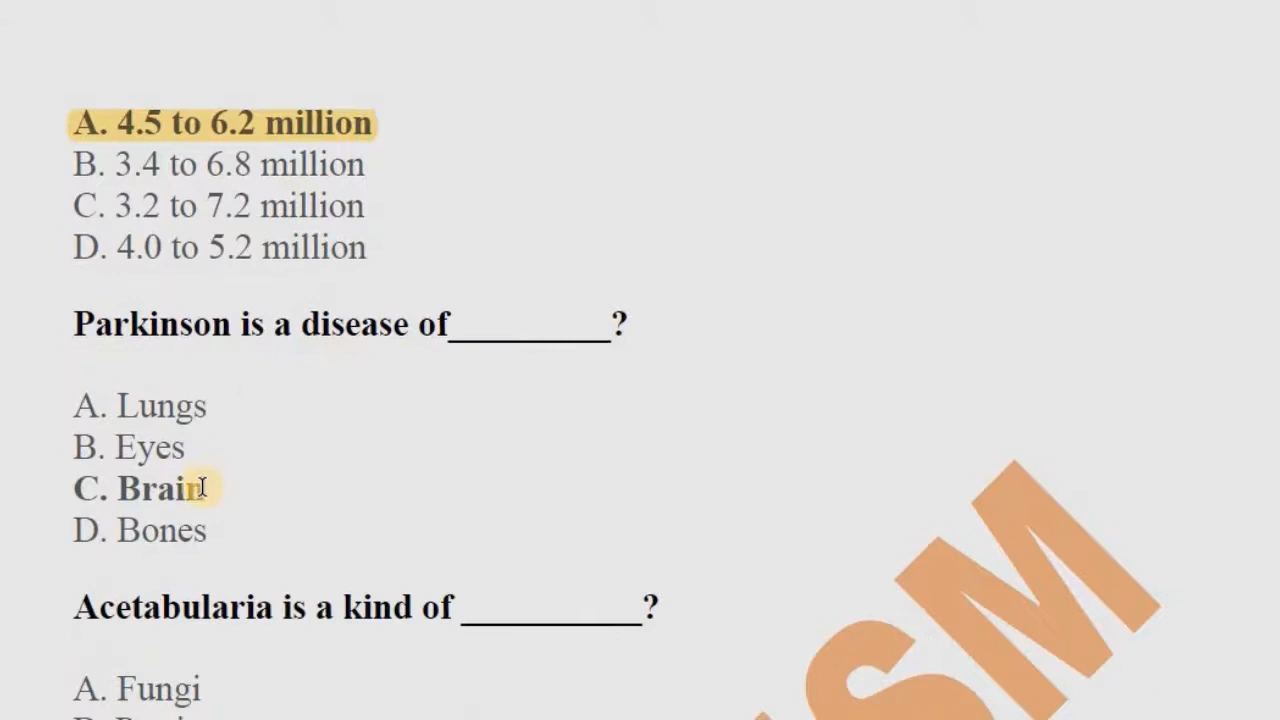 A. 4.5 to 6.2 million
B. 3.4 to 6.8 million
C. 3.2 to 7.2 million
D. 4.0 to 5.2 million
Parkinson is a disease of_________?
A. Lungs
B. Eyes
C. Brain
D. Bones
Acetabularia is a kind of __________?
A. Fungi
SM